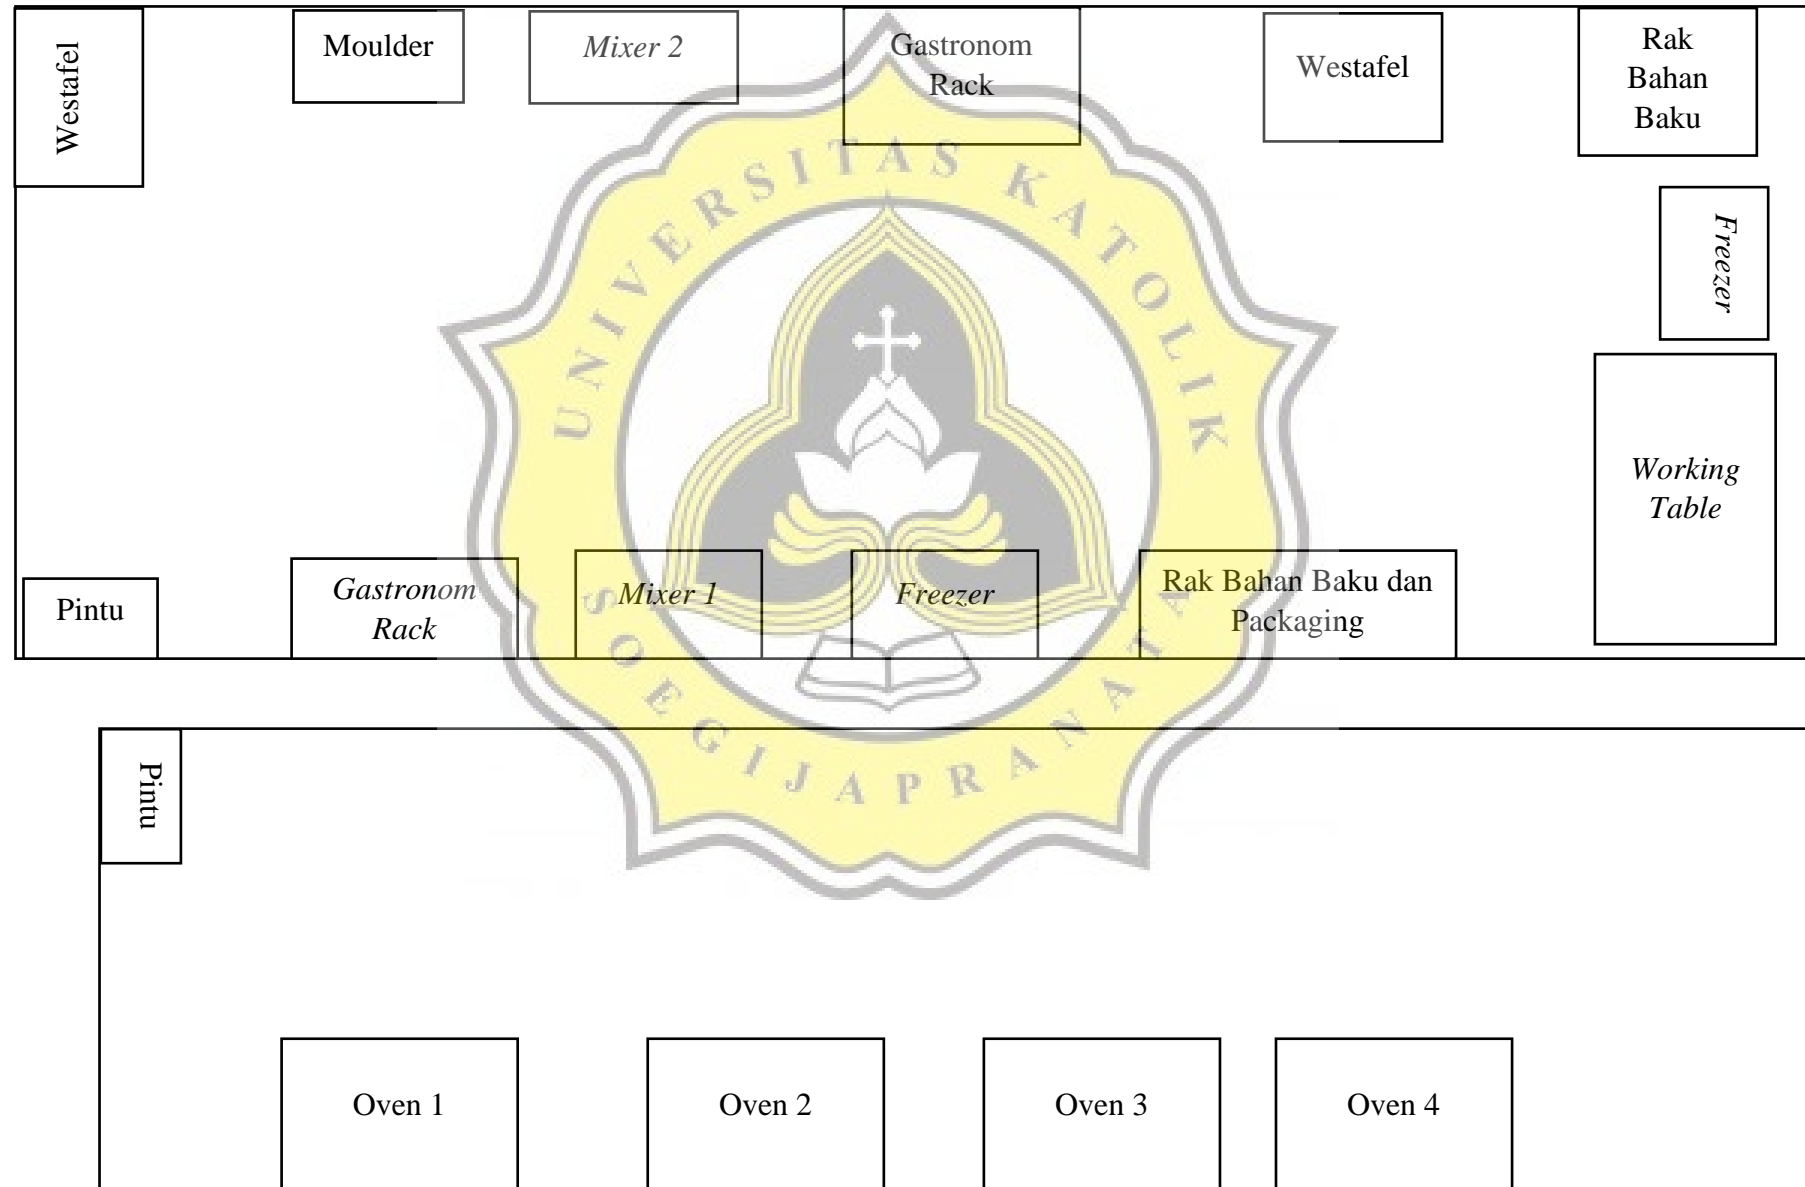 Westafel
Moulder
Mixer 2
Gastronom
Rack
Westafel
Rak
Bahan
Baku
Freezer
Working
Table
Pintu
Gastronom
Rack
Mixer 1
Freezer
Rak Bahan Baku dan
Packaging
UNIVERSITAS KATOLIK
SOEGIJAPRANATA
Pintu
Oven 1
Oven 2
Oven 3
Oven 4